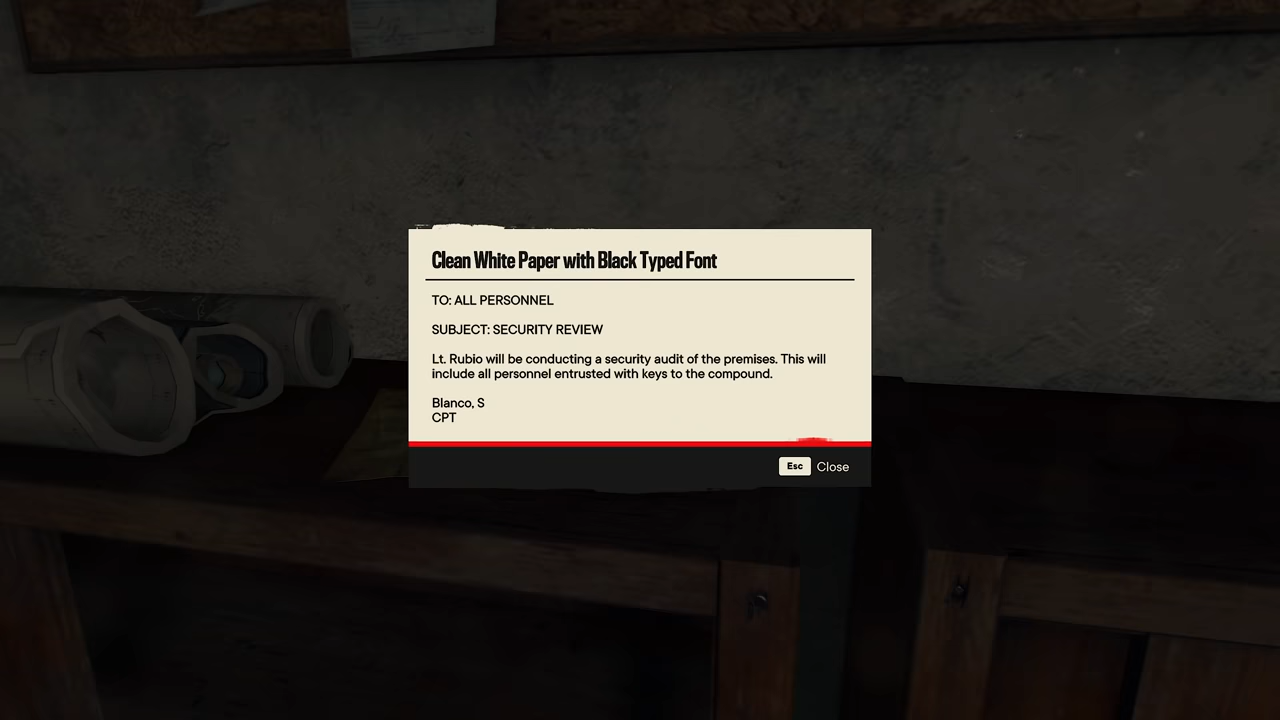 Clean White Paper with Black Typed Font
TO: ALL PERSONNEL
SUBJECT: SECURITY REVIEW
Lt. Rubio will be conducting a security audit of the premises. This will
include all personnel entrusted with keys to the compound.
Blanco, S
CPT
Esc Close